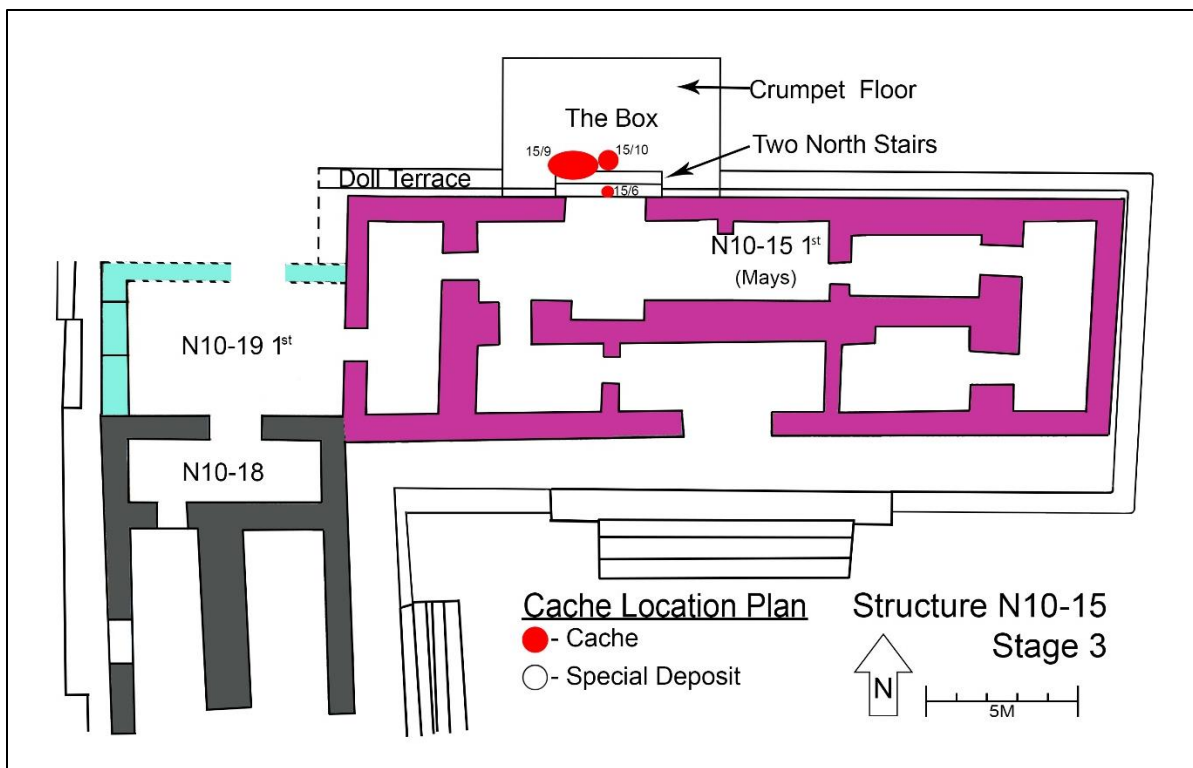 Crumpet Floor
The Box
Two North Stairs
15/9
15/10
Doll Terrace
15/6
N10-15 1st
(Mays)
N10-19 1st
N10-18
Cache Location Plan
- Cache
- Special Deposit
Structure N10-15
Stage 3
N
5M